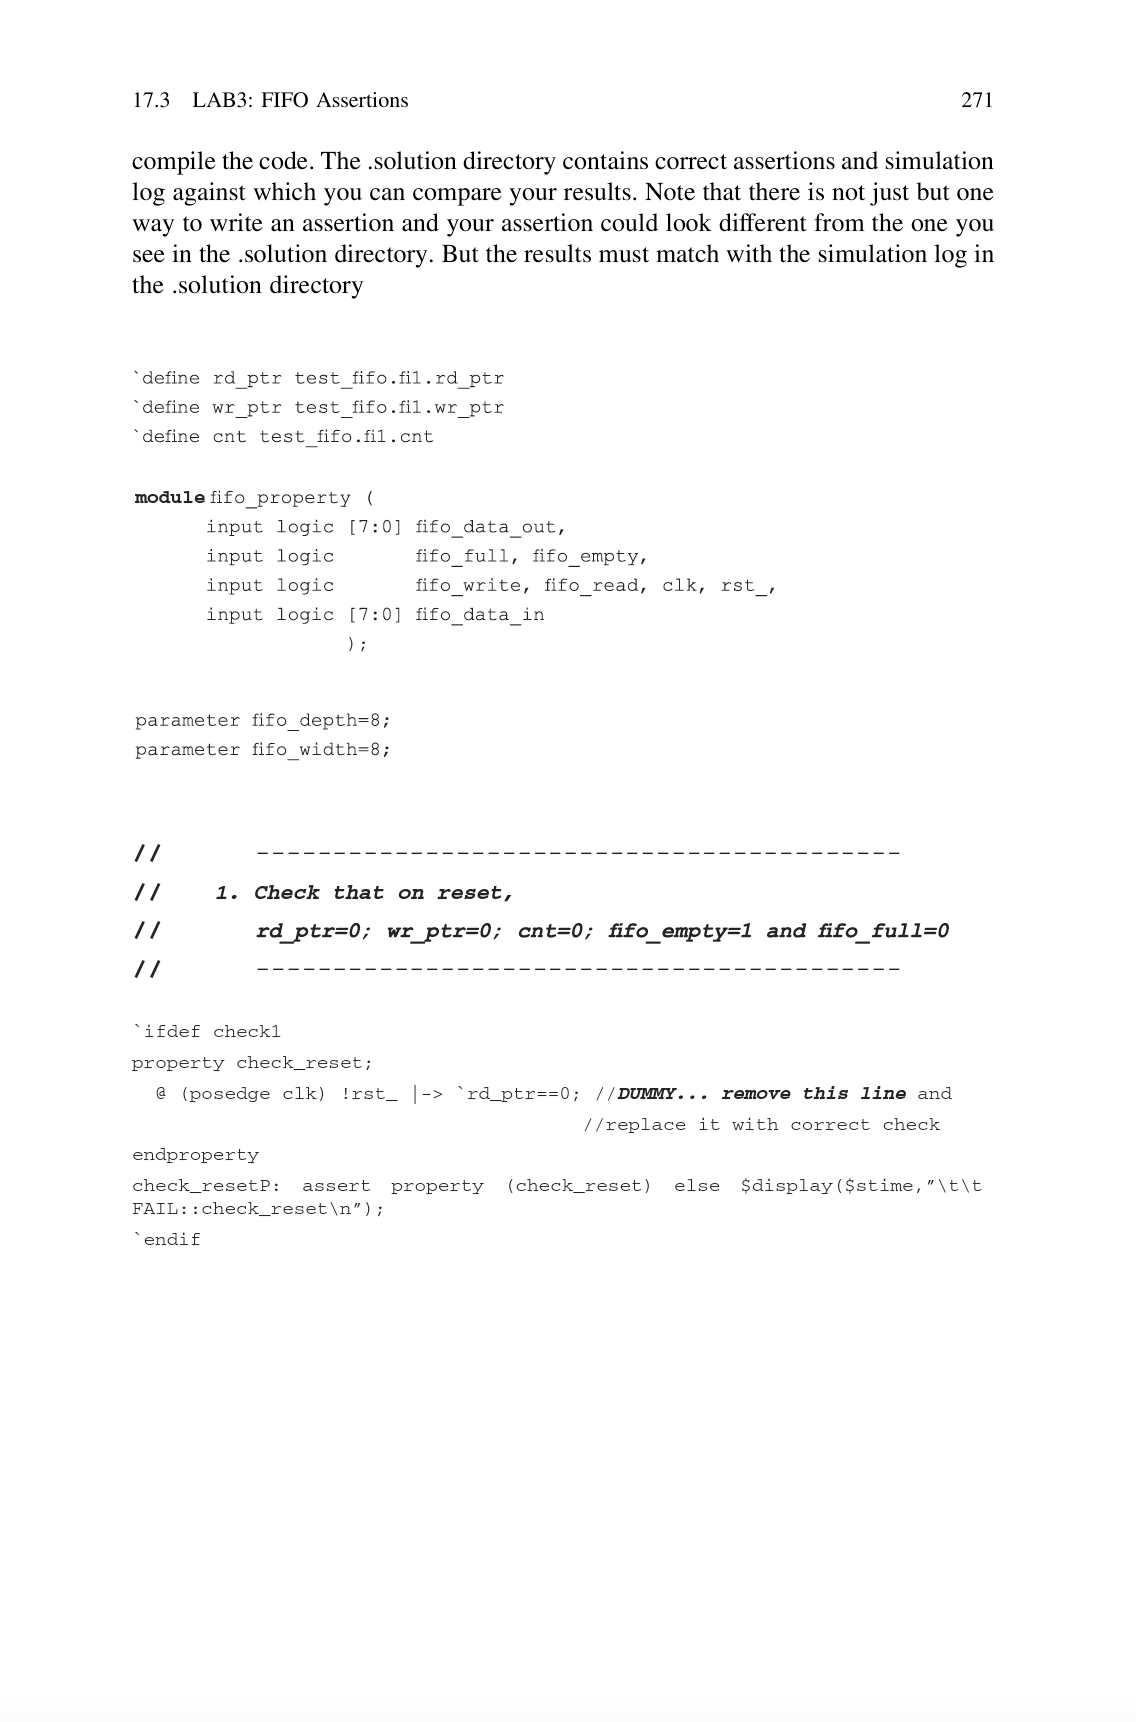 17.3 LAB3: FIFO Assertions 271
compile the code. The .solution directory contains correct assertions and simulation
log against which you can compare your results. Note that there is not just but one
way to write an assertion and your assertion could look different from the one you
see in the .solution directory. But the results must match with the simulation log in
the .solution directory
`define rd_ptr test_fifo.fi1.rd_ptr
`define wr_ptr test_fifo.fi1.wr_ptr
`define cnt test_fifo.fi1.cnt
module fifo_property (
input logic [7:0] fifo_data_out,
input logic fifo_full, fifo_empty,
input logic fifo_write, fifo_read, clk, rst_,
input logic [7:0] fifo_data_in
);
parameter fifo_depth=8;
parameter fifo_width=8;
// ------------------------------------------
// 1. Check that on reset,
// rd_ptr=0; wr_ptr=0; cnt=0; fifo_empty=1 and fifo_full=0
// ------------------------------------------
`ifdef check1
property check_reset;
@ (posedge clk) !rst_ |-> `rd_ptr==0; //DUMMY... remove this line and
//replace it with correct check
endproperty
check_resetP: assert property (check_reset) else $display($stime,"\t\t
FAIL::check_reset\n");
`endif